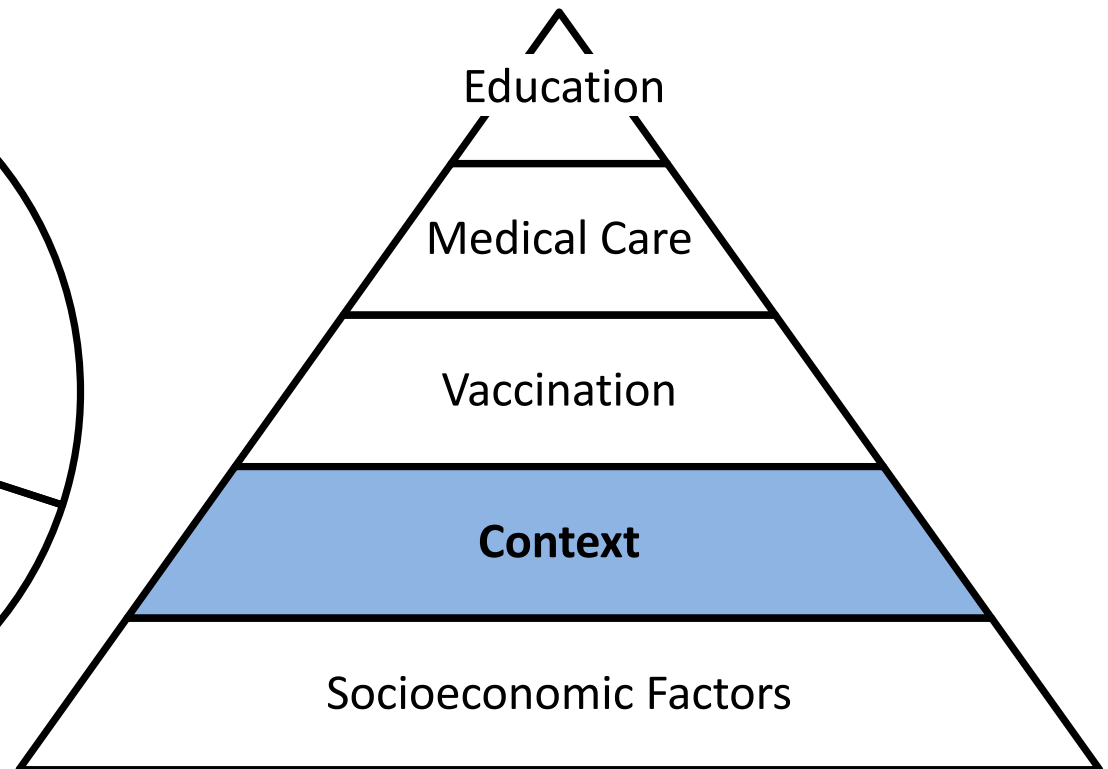 Education
Medical Care
Vaccination
Context
Socioeconomic Factors